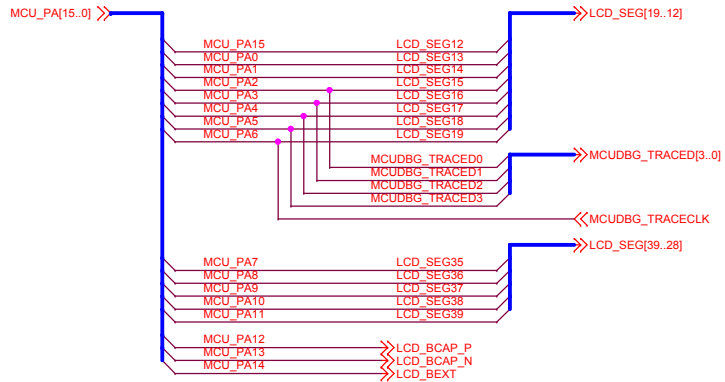 MCU_PA[15..0] LCD_SEG[19..12]
MCU_PA15 LCD_SEG12
MCU_PA0 LCD_SEG13
MCU_PA1 LCD_SEG14
MCU_PA2 LCD_SEG15
MCU_PA3 LCD_SEG16
MCU_PA4 LCD_SEG17
MCU_PA5 LCD_SEG18
MCU_PA6 LCD_SEG19
MCUDBG_TRACED0 MCUDBG_TRACED[3..0]
MCUDBG_TRACED1
MCUDBG_TRACED2
MCUDBG_TRACED3
MCUDBG_TRACECLK
LCD_SEG[39..28]
MCU_PA7 LCD_SEG35
MCU_PA8 LCD_SEG36
MCU_PA9 LCD_SEG37
MCU_PA10 LCD_SEG38
MCU_PA11 LCD_SEG39
MCU_PA12 LCD_BCAP_P
MCU_PA13 LCD_BCAP_N
MCU_PA14 LCD_BEXT